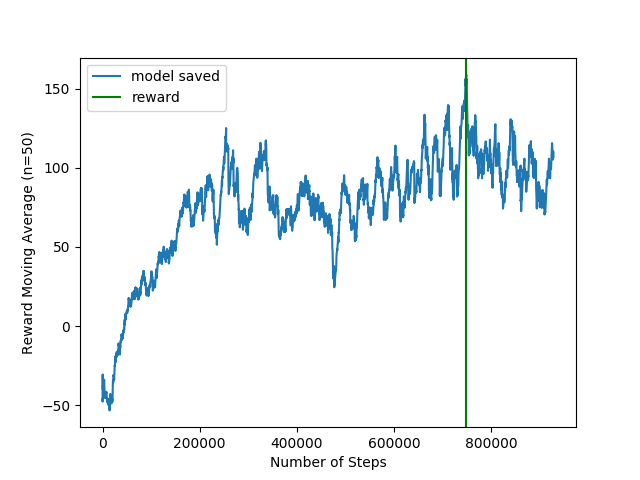 model saved
reward
150
100
50
0
−50
Reward Moving Average (n=50)
0 200000 400000 600000 800000
Number of Steps